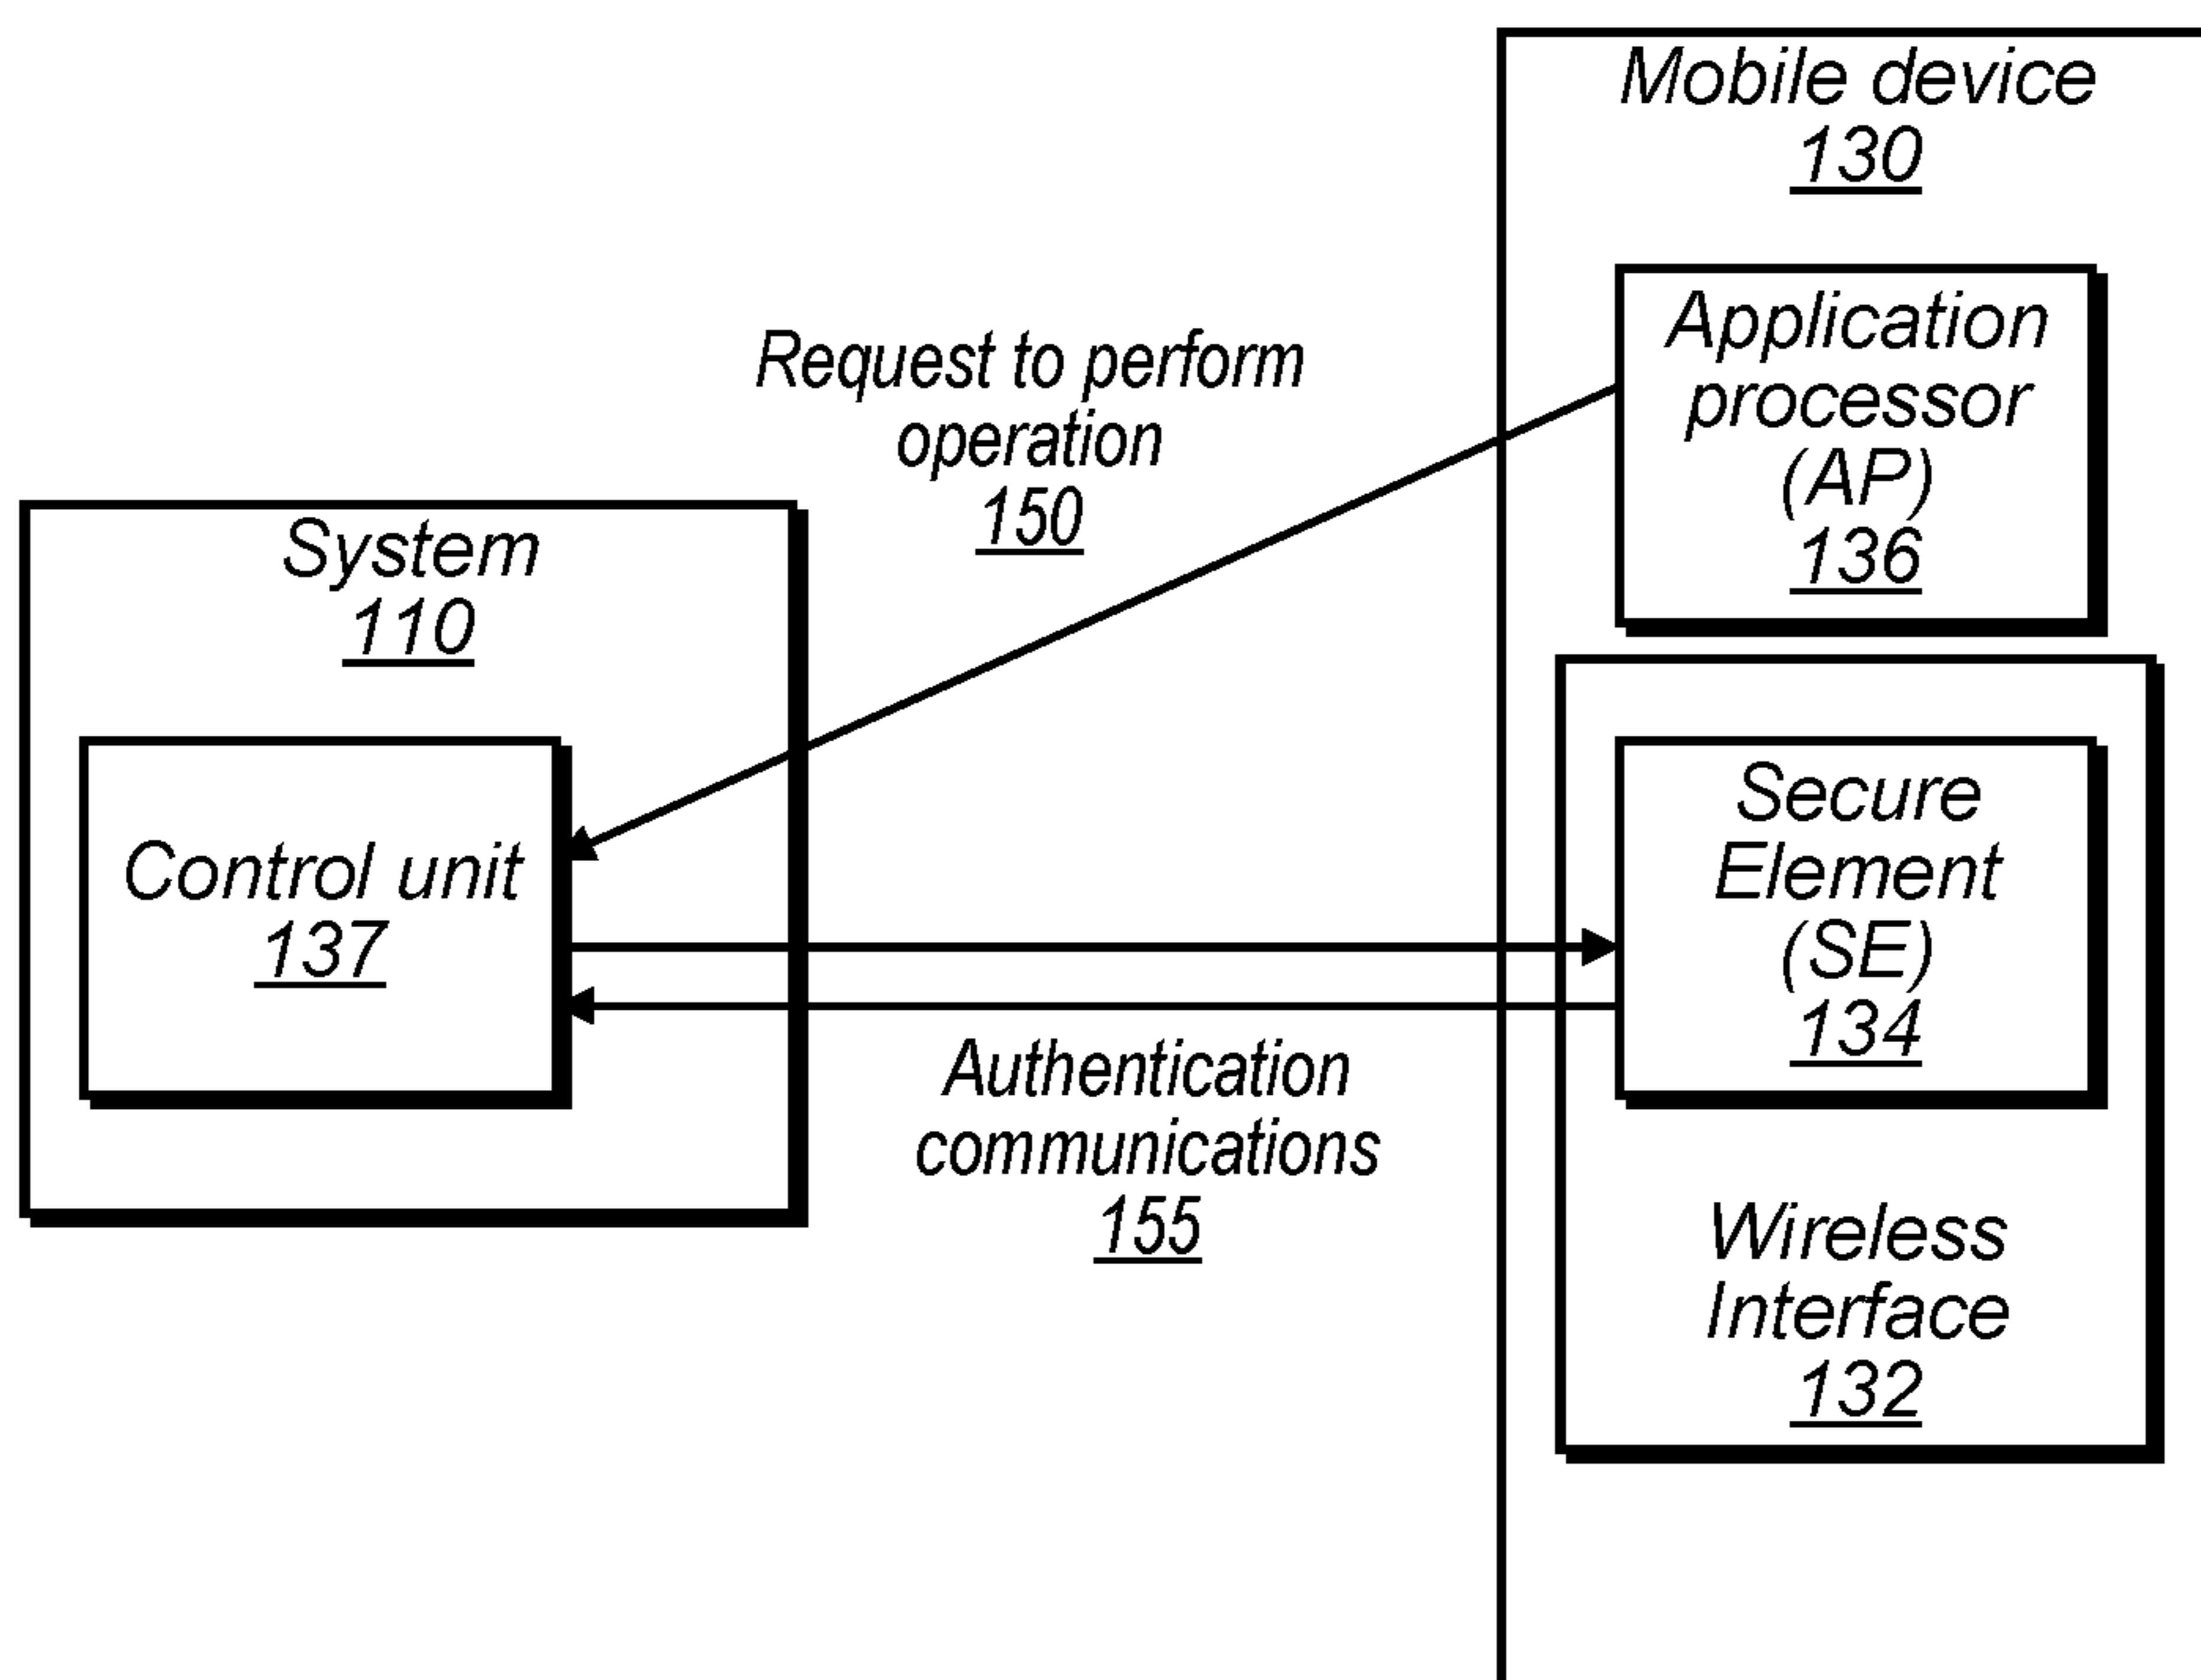 Mobile device
130
Application
processor
(AP)
136
Request to perform
operation
150
System
110
Control unit
137
Secure
Element
(SE)
134
Authentication
communications
155
Wireless
Interface
132